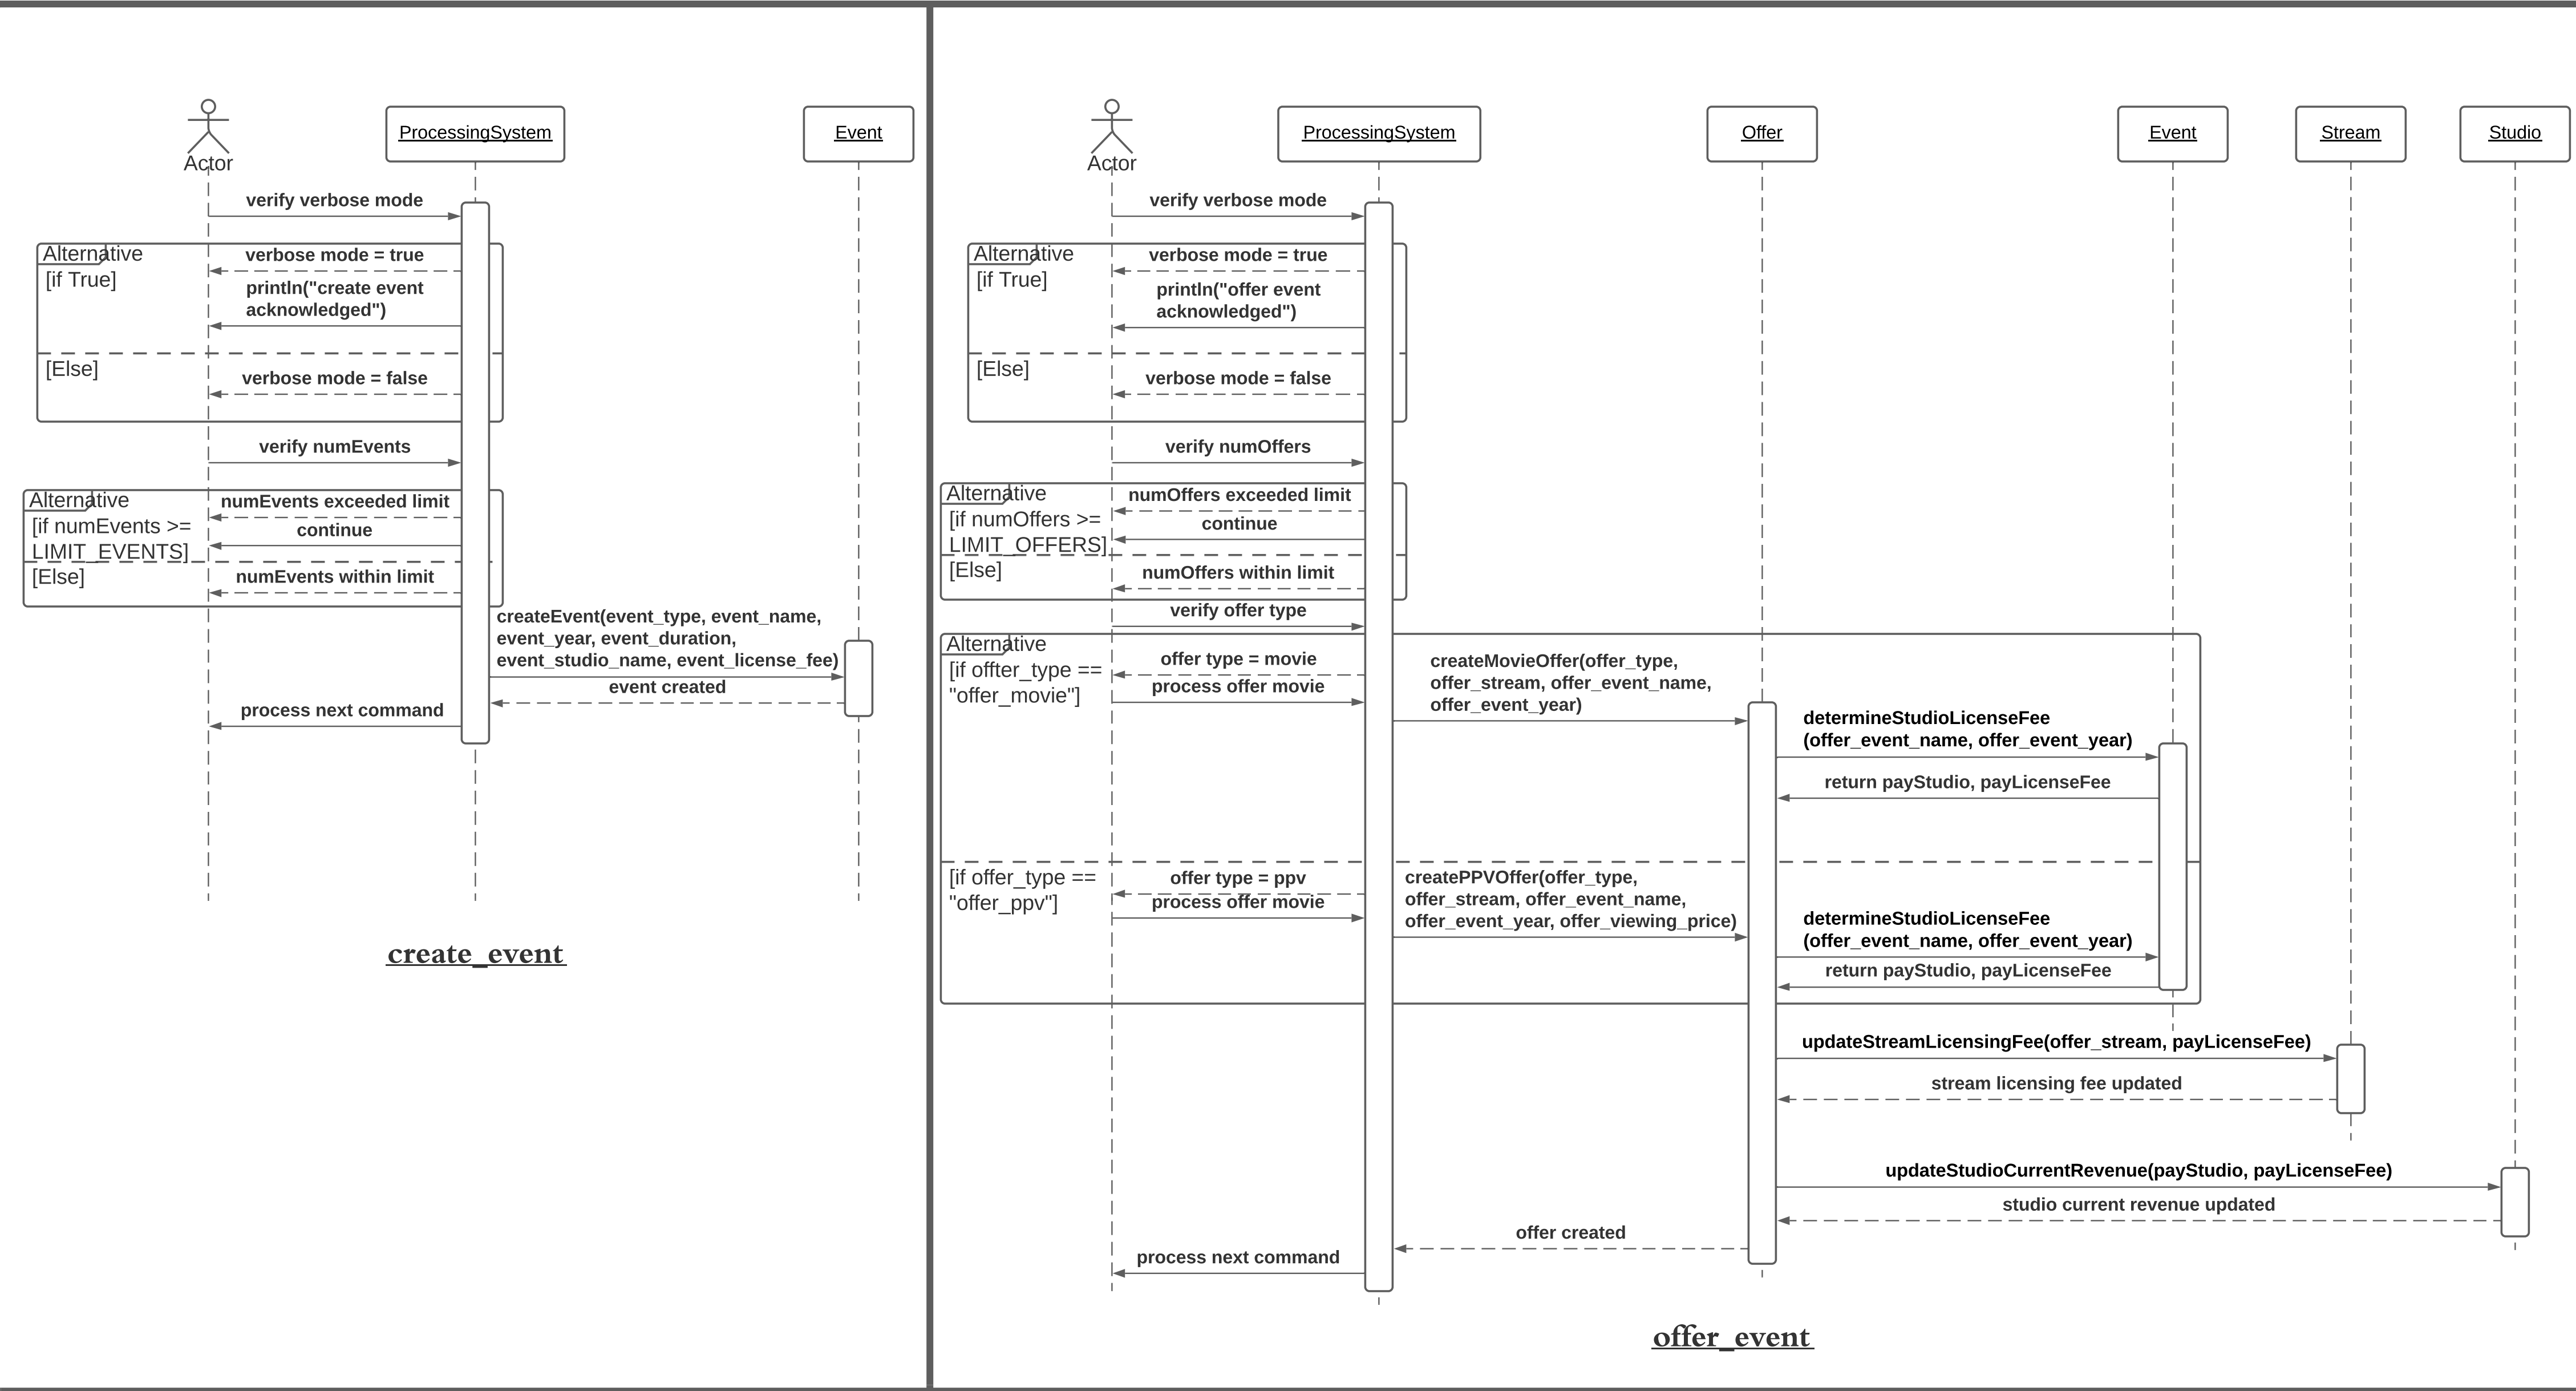 Actor
ProcessingSystem
Event
verify verbose mode
Alternative
[if True]
verbose mode = true
println("create event
acknowledged")
[Else]
verbose mode = false
verify numEvents
Alternative
[if numEvents >=
LIMIT_EVENTS]
numEvents exceeded limit
continue
[Else]
numEvents within limit
createEvent(event_type, event_name,
event_year, event_duration,
event_studio_name, event_license_fee)
event created
process next command
create_event
Actor
ProcessingSystem
Offer
Event
Stream
Studio
verify verbose mode
Alternative
[if True]
verbose mode = true
println("offer event
acknowledged")
[Else]
verbose mode = false
verify numOffers
Alternative
[if numOffers >=
LIMIT_OFFERS]
numOffers exceeded limit
continue
[Else]
numOffers within limit
verify offer type
Alternative
[if offter_type ==
"offer_movie"]
offer type = movie
process offer movie
createMovieOffer(offer_type,
offer_stream, offer_event_name,
offer_event_year)
determineStudioLicenseFee
(offer_event_name, offer_event_year)
return payStudio, payLicenseFee
[if offer_type ==
"offer_ppv"]
offer type = ppv
process offer movie
createPPVOffer(offer_type,
offer_stream, offer_event_name,
offer_event_year, offer_viewing_price)
determineStudioLicenseFee
(offer_event_name, offer_event_year)
return payStudio, payLicenseFee
updateStreamLicensingFee(offer_stream, payLicenseFee)
stream licensing fee updated
updateStudioCurrentRevenue(payStudio, payLicenseFee)
studio current revenue updated
offer created
process next command
offer_event